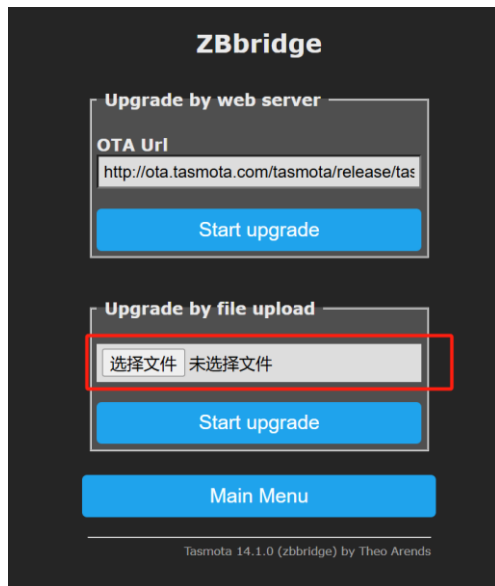 ZBbridge
Upgrade by web server
OTA Url
http://ota.tasmota.com/tasmota/release/tas
Start upgrade
Upgrade by file upload
选择文件 未选择文件
Start upgrade
Main Menu
Tasmota 14.1.0 (zbbridge) by Theo Arends